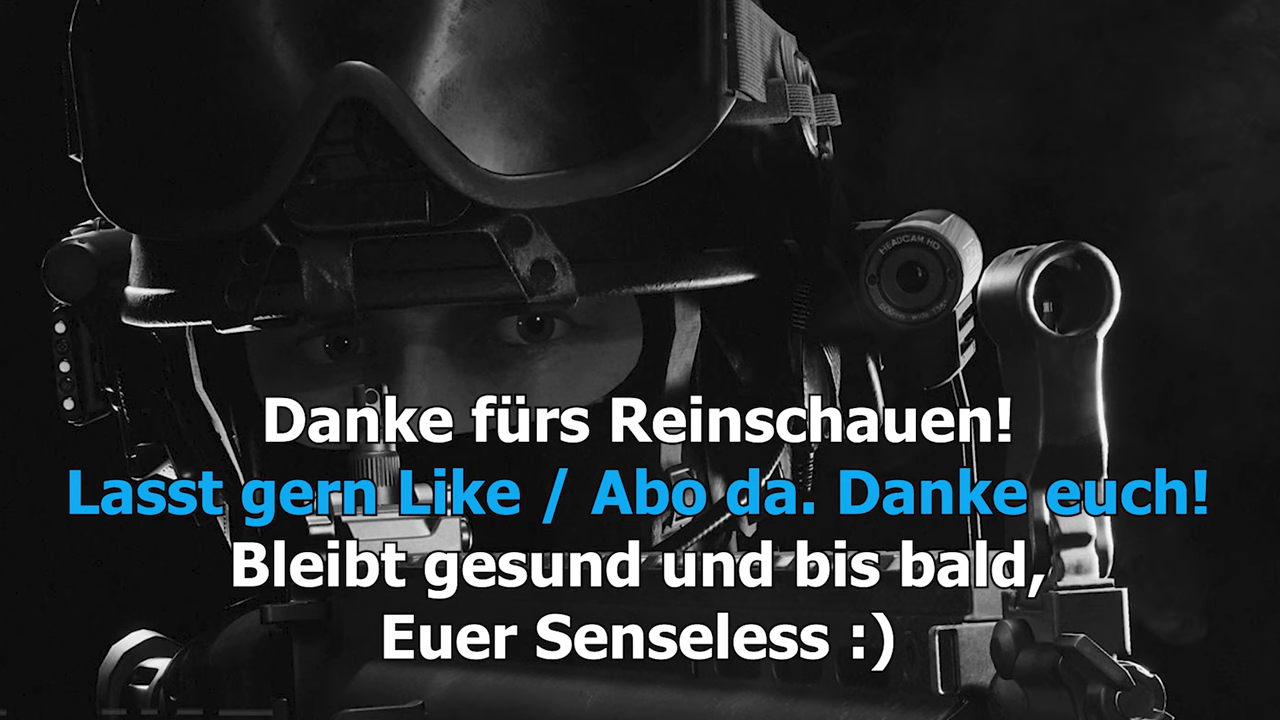 HEADCAM HD
Danke fürs Reinschauen!
Lasst gern Like / Abo da. Danke euch!
Bleibt gesund und bis bald,
Euer Senseless :)